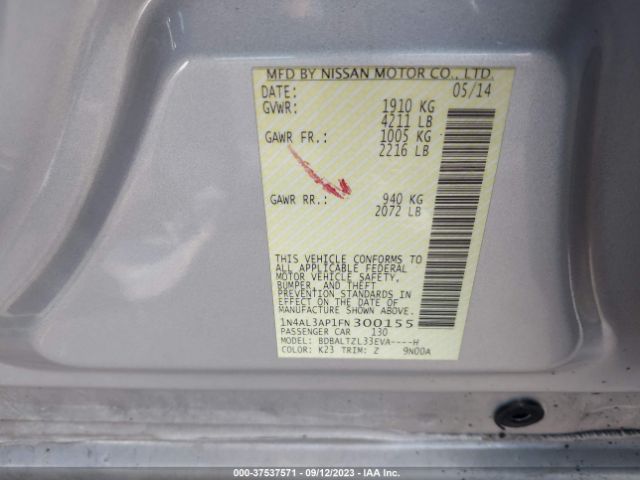 MFD BY NISSAN MOTOR CO., LTD.
DATE: 05/14
GVWR: 1910 KG
4211 LB
GAWR FR.: 1005 KG
2216 LB
GAWR RR.: 940 KG
2072 LB
THIS VEHICLE CONFORMS TO
ALL APPLICABLE FEDERAL
MOTOR VEHICLE SAFETY,
BUMPER, AND THEFT
PREVENTION STANDARDS IN
EFFECT ON THE DATE OF
MANUFACTURE SHOWN ABOVE.
1N4AL3AP1FN300155
PASSENGER CAR 130
MODEL: BDBALTZL33EVA----H
COLOR: K23 TRIM: Z 9N00A
000-37537571 - 09/12/2023 - IAA Inc.